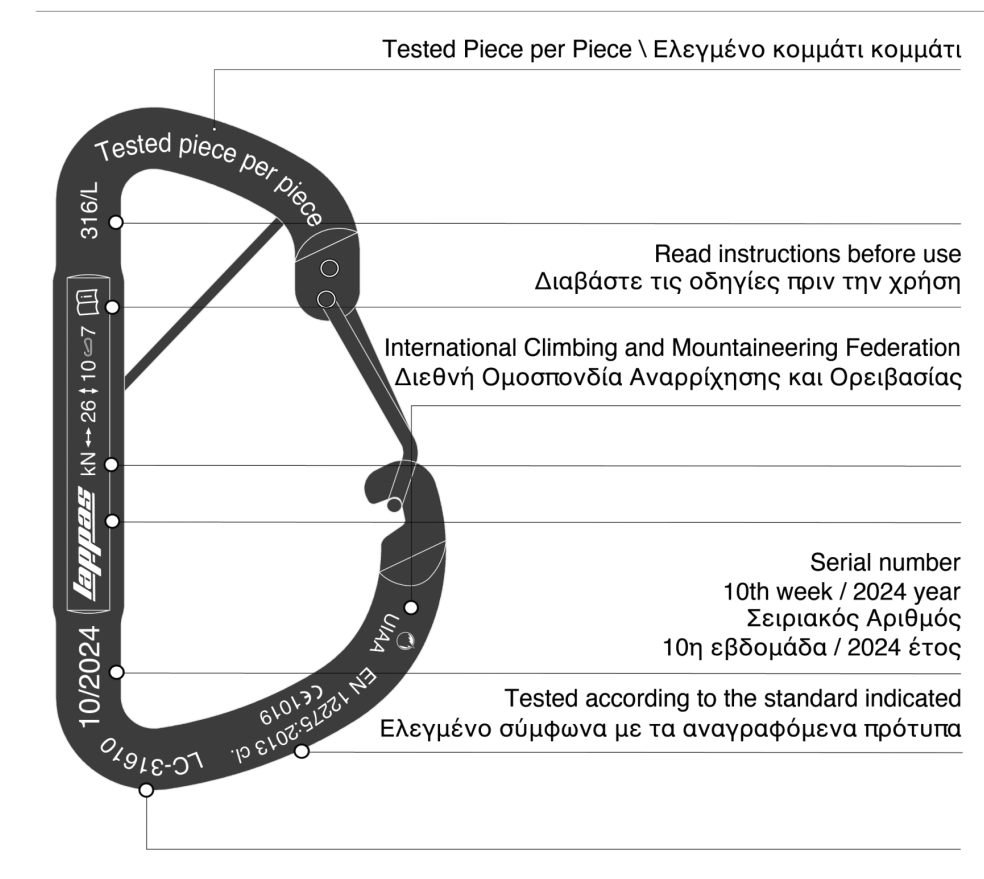 Tested Piece per Piece \ Ελεγμένο κομμάτι κομμάτι
Tested piece per piece
316/L
Read instructions before use
Διαβάστε τις οδηγίες πριν την χρήση
International Climbing and Mountaineering Federation
Διεθνή Ομοσπονδία Αναρρίχησης και Ορειβασίας
lappas kN ↔ 26 ↕ 10 7
Serial number
10th week / 2024 year
Σειριακός Αριθμός
10η εβδομάδα / 2024 έτος
UIAA
EN 12275:2013 cl.
CE1019
10/2024
LC-31610
Tested according to the standard indicated
Ελεγμένο σύμφωνα με τα αναγραφόμενα πρότυπα